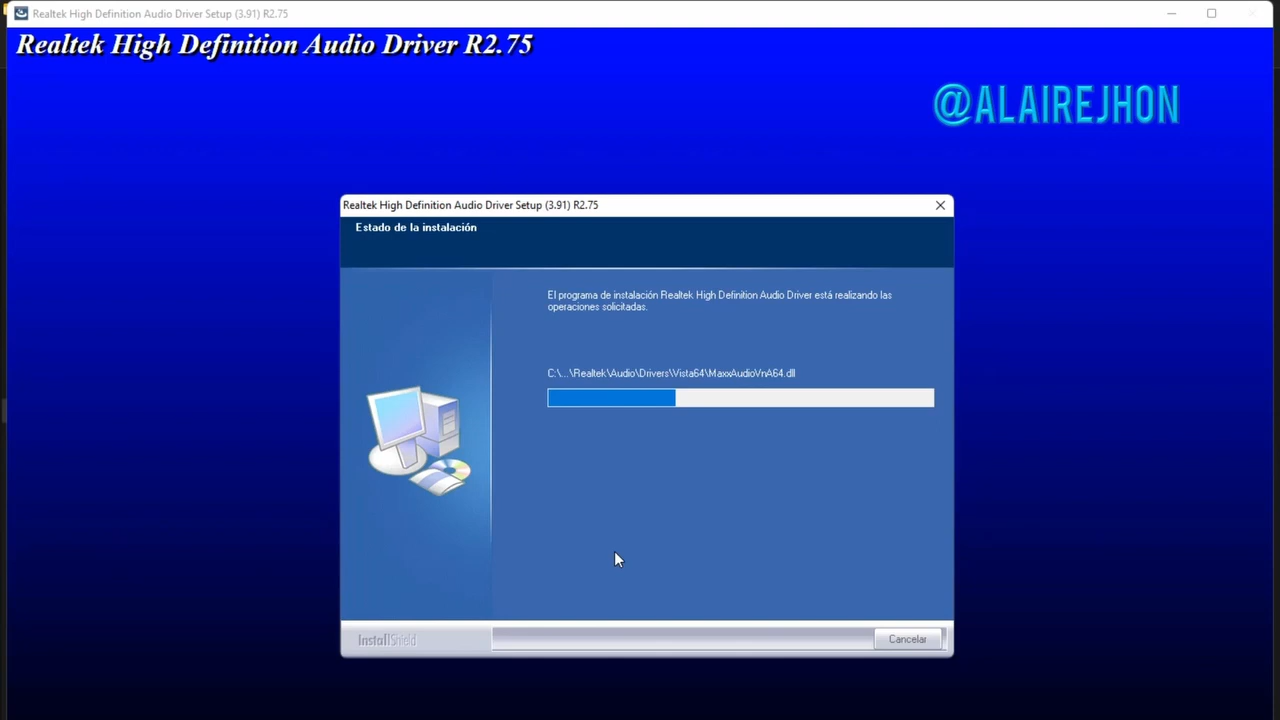 Realtek High Definition Audio Driver Setup (3.91) R2.75
Realtek High Definition Audio Driver R2.75
@ALAIREJHON
Realtek High Definition Audio Driver Setup (3.91) R2.75
Estado de la instalación
El programa de instalación Realtek High Definition Audio Driver está realizando las
operaciones solicitadas.
C:\...\Realtek\Audio\Drivers\Vista64\MaxxAudioVnA64.dll
InstallShield
Cancelar